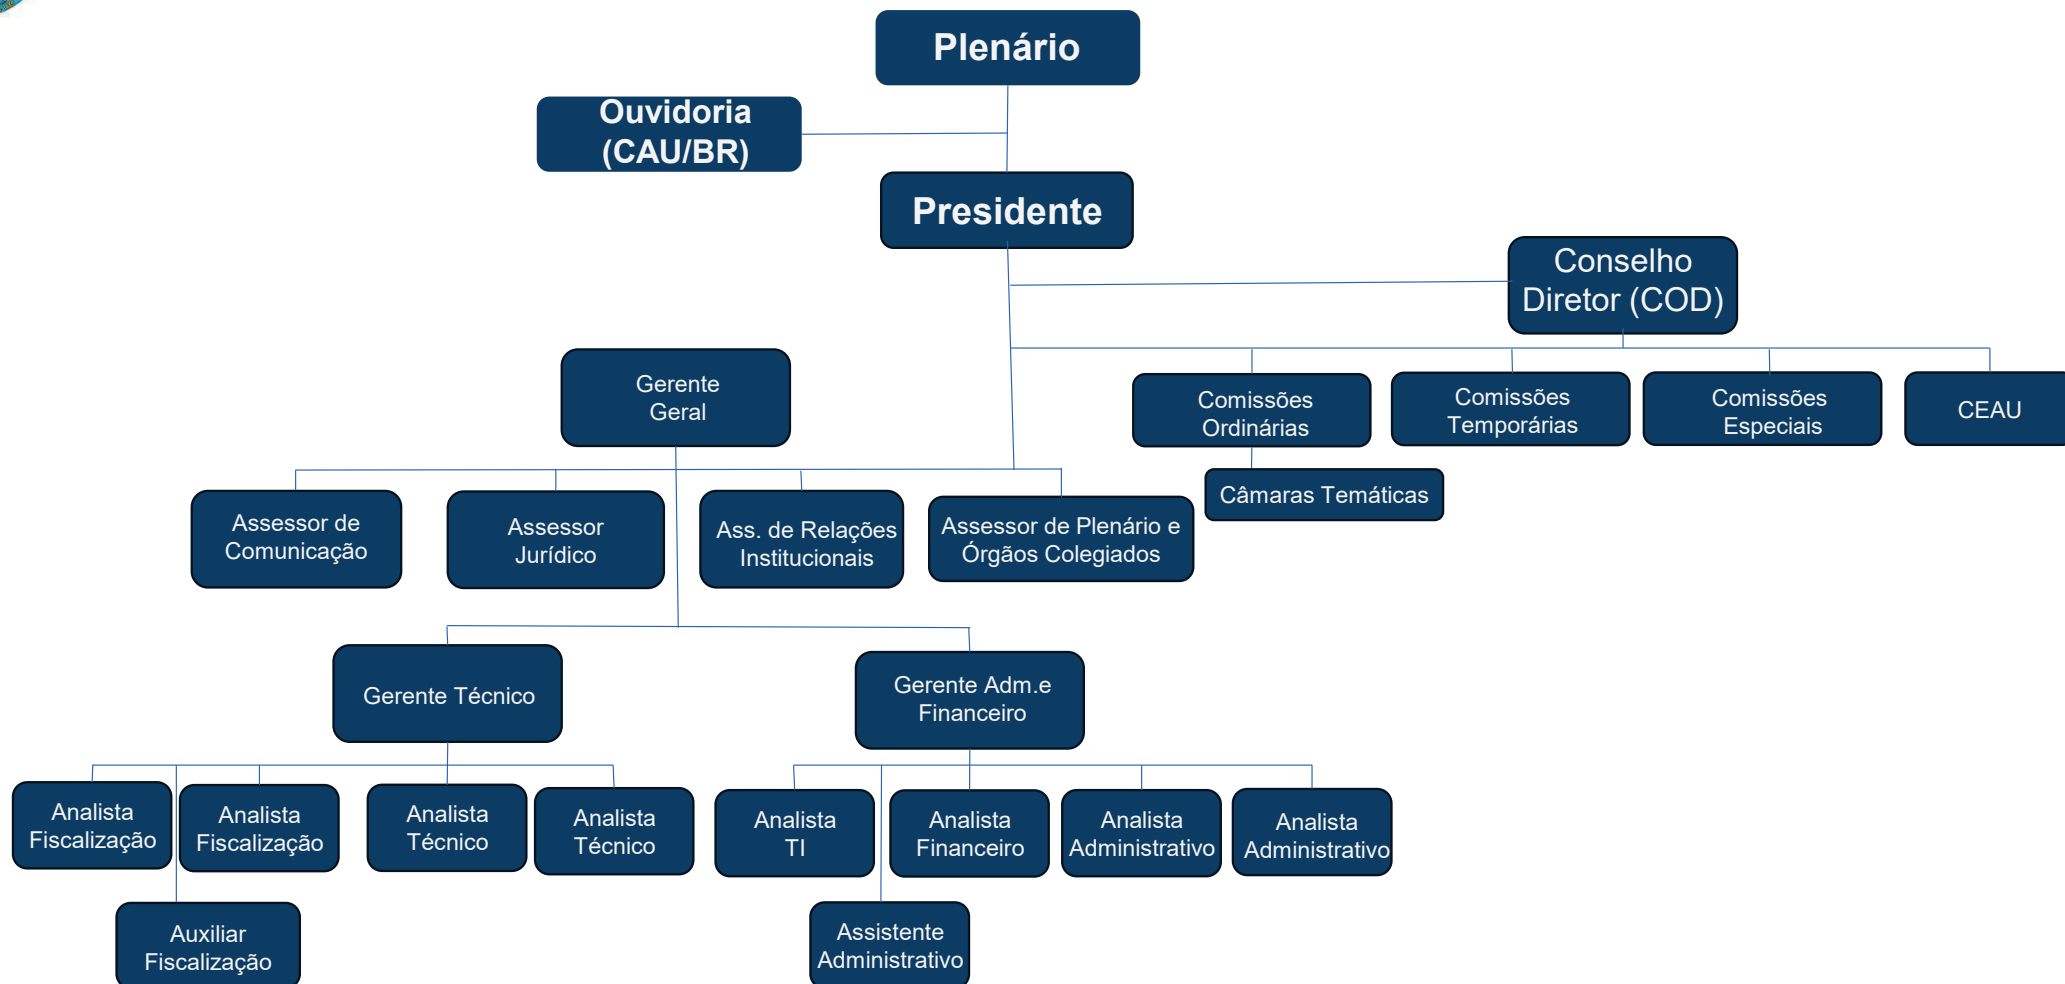 Plenário
Ouvidoria
(CAU/BR)
Presidente
Conselho
Diretor (COD)
Gerente
Geral
Comissões
Ordinárias
Comissões
Temporárias
Comissões
Especiais
CEAU
Câmaras Temáticas
Assessor de
Comunicação
Assessor
Jurídico
Ass. de Relações
Institucionais
Assessor de Plenário e
Órgãos Colegiados
Gerente Técnico
Gerente Adm.e
Financeiro
Analista
Fiscalização
Analista
Fiscalização
Analista
Técnico
Analista
Técnico
Analista
TI
Analista
Financeiro
Analista
Administrativo
Analista
Administrativo
Auxiliar
Fiscalização
Assistente
Administrativo